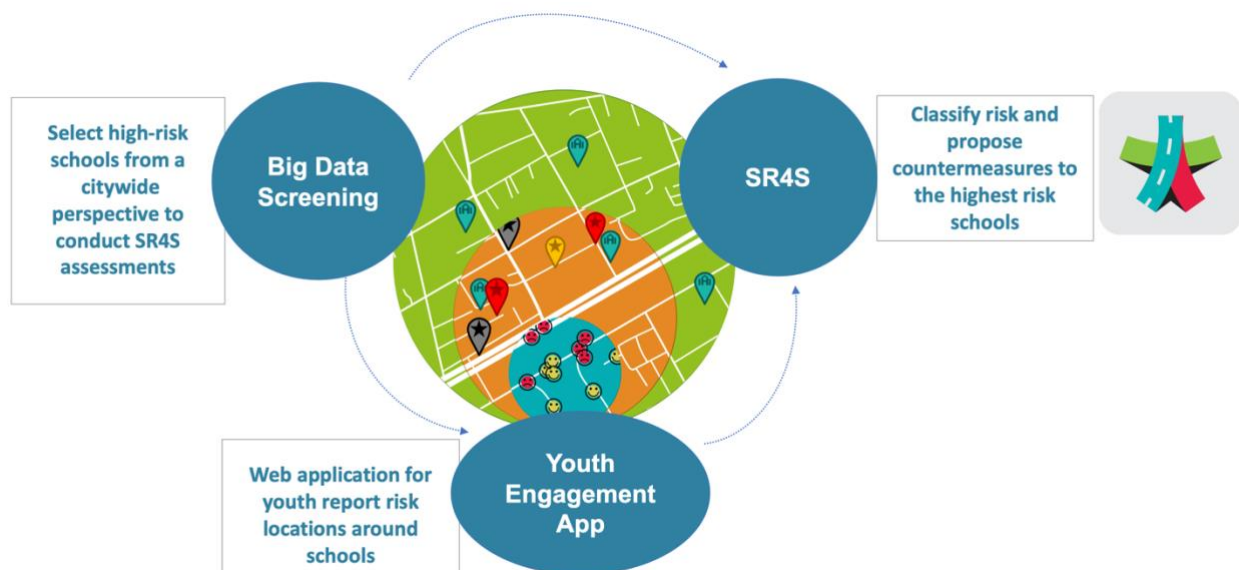 Select high-risk
schools from a
citywide
perspective to
conduct SR4S
assessments
Big Data
Screening
SR4S
Classify risk and
propose
countermeasures to
the highest risk
schools
Web application for
youth report risk
locations around
schools
Youth
Engagement
App